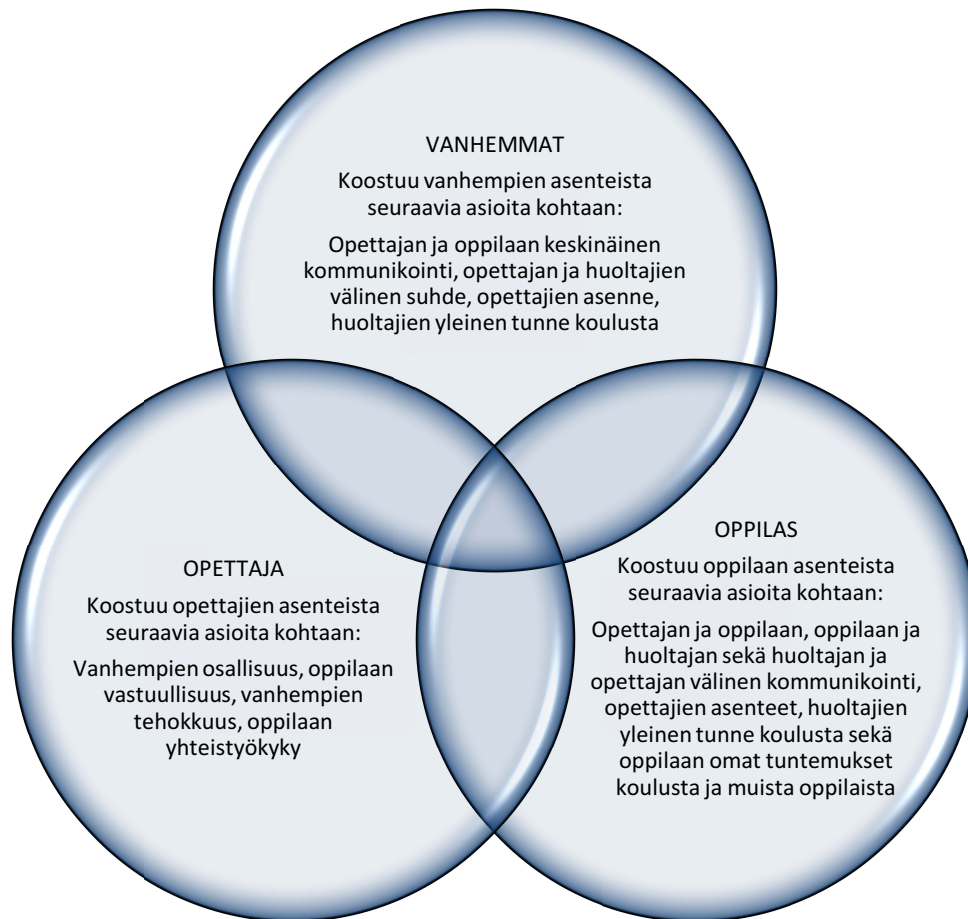 VANHEMMAT
Koostuu vanhempien asenteista
seuraavia asioita kohtaan:
Opettajan ja oppilaan keskinäinen
kommunikointi, opettajan ja huoltajien
välinen suhde, opettajien asenne,
huoltajien yleinen tunne koulusta
OPETTAJA
Koostuu opettajien asenteista
seuraavia asioita kohtaan:
Vanhempien osallisuus, oppilaan
vastuullisuus, vanhempien
tehokkuus, oppilaan
yhteistyökyky
OPPILAS
Koostuu oppilaan asenteista
seuraavia asioita kohtaan:
Opettajan ja oppilaan, oppilaan ja
huoltajan sekä huoltajan ja
opettajan välinen kommunikointi,
opettajien asenteet, huoltajien
yleinen tunne koulusta sekä
oppilaan omat tuntemukset
koulusta ja muista oppilaista